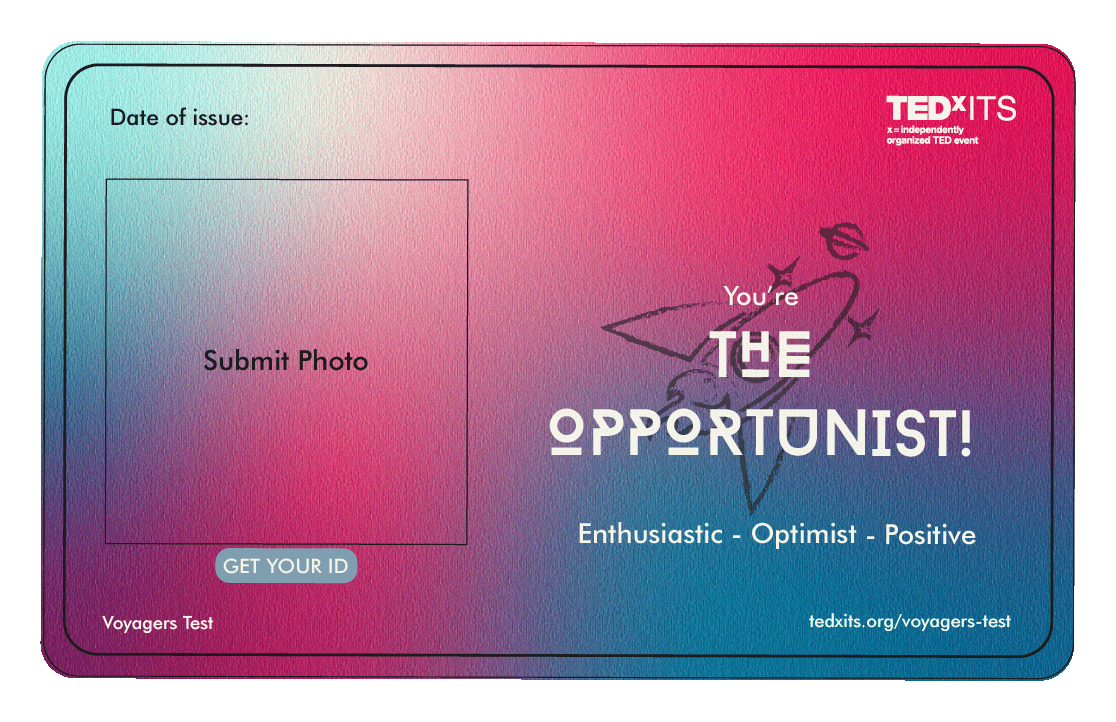 Date of issue:
TEDxITS
x = independently
organized TED event
Submit Photo
You're
THE
OPPORTUNIST!
Enthusiastic - Optimist - Positive
GET YOUR ID
Voyagers Test
tedxits.org/voyagers-test